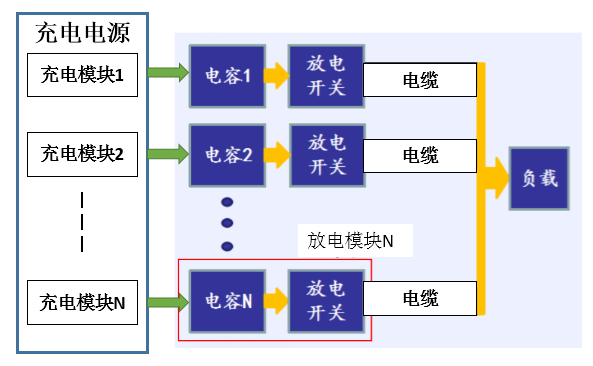 充电电源
充电模块1
电容1
放电
开关
电缆
充电模块2
电容2
放电
开关
电缆
负载
放电模块N
充电模块N
电容N
放电
开关
电缆